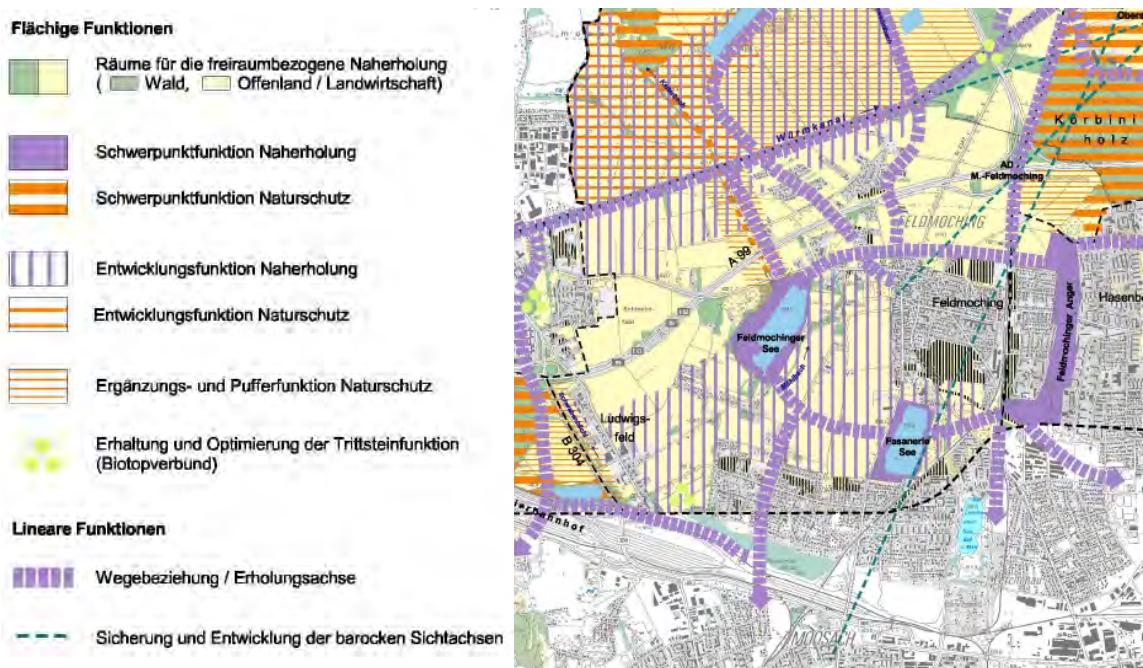 Flächige Funktionen
Räume für die freiraumbezogene Naherholung
( Wald, Offenland / Landwirtschaft)
Schwerpunktfunktion Naherholung
Schwerpunktfunktion Naturschutz
Entwicklungsfunktion Naherholung
Entwicklungsfunktion Naturschutz
Ergänzungs- und Pufferfunktion Naturschutz
Erhaltung und Optimierung der Trittsteinfunktion
(Biotopverbund)
Lineare Funktionen
Wegebeziehung / Erholungsachse
Sicherung und Entwicklung der barocken Sichtachsen
Würmkanal
Korbini
holz
AD
M.-Feldmoching
FELDMOCHING
A 99
Feldmoching
Hasenb
Feldmochinger Anger
Feldmochinger
See
Ludwigs-
feld
B 304
Fasanerie
See
MOOSACH